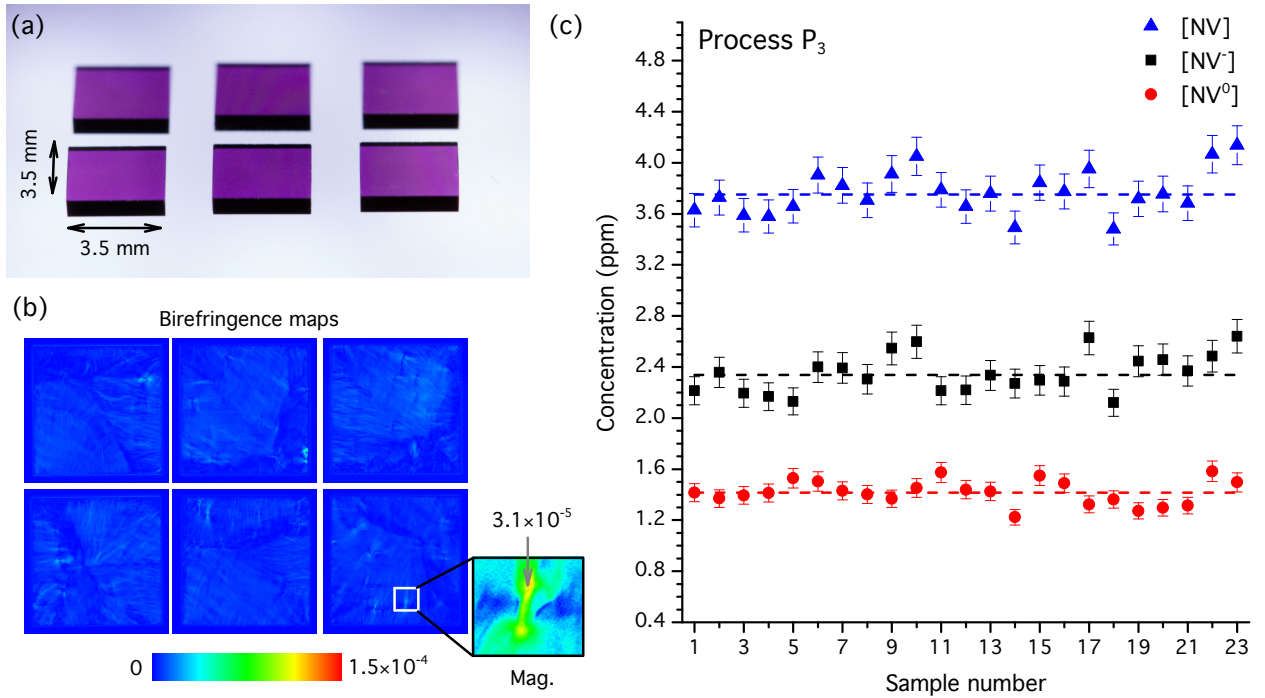 (a)
3.5 mm
3.5 mm
(b)
Birefringence maps
3.1×10⁻⁵
0
1.5×10⁻⁴
Mag.
(c)
Process P₃
[NV]
[NV⁻]
[NV⁰]
Concentration (ppm)
4.8
4.4
4.0
3.6
3.2
2.8
2.4
2.0
1.6
1.2
0.8
0.4
1 3 5 7 9 11 13 15 17 19 21 23
Sample number